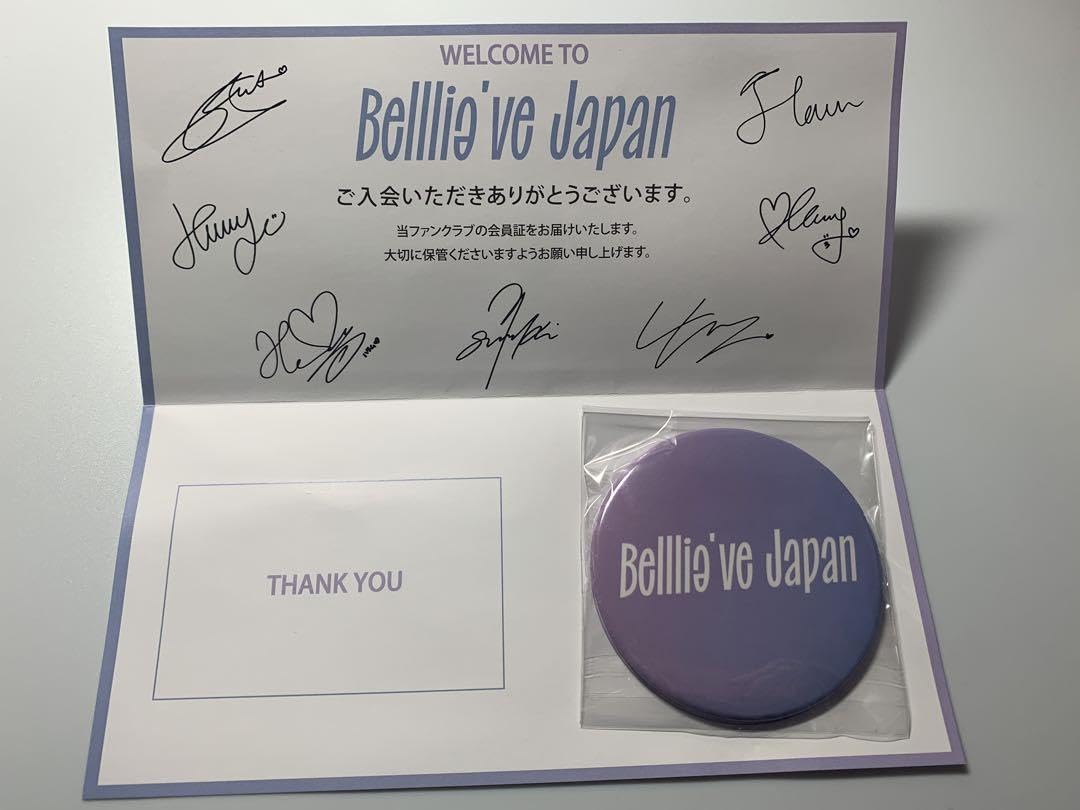 WELCOME TO
Bellliə've Japan
ご入会いただきありがとうございます。
当ファンクラブの会員証をお届けいたします。
大切に保管くださいますようお願い申し上げます。
THANK YOU
Bellliə've Japan